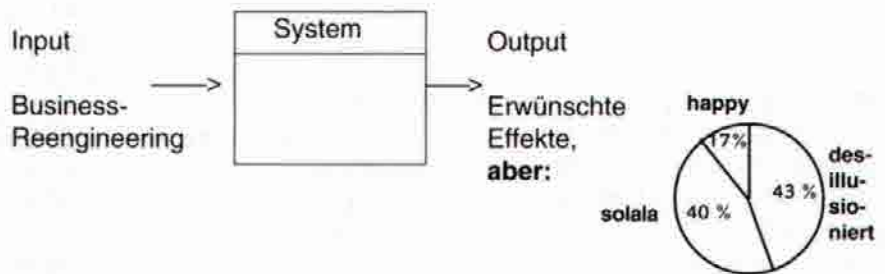 Input
Business-
Reengineering
System
Output
Erwünschte
Effekte,
aber:
happy
17%
des-
illu-
sio-
niert
43 %
solala
40 %